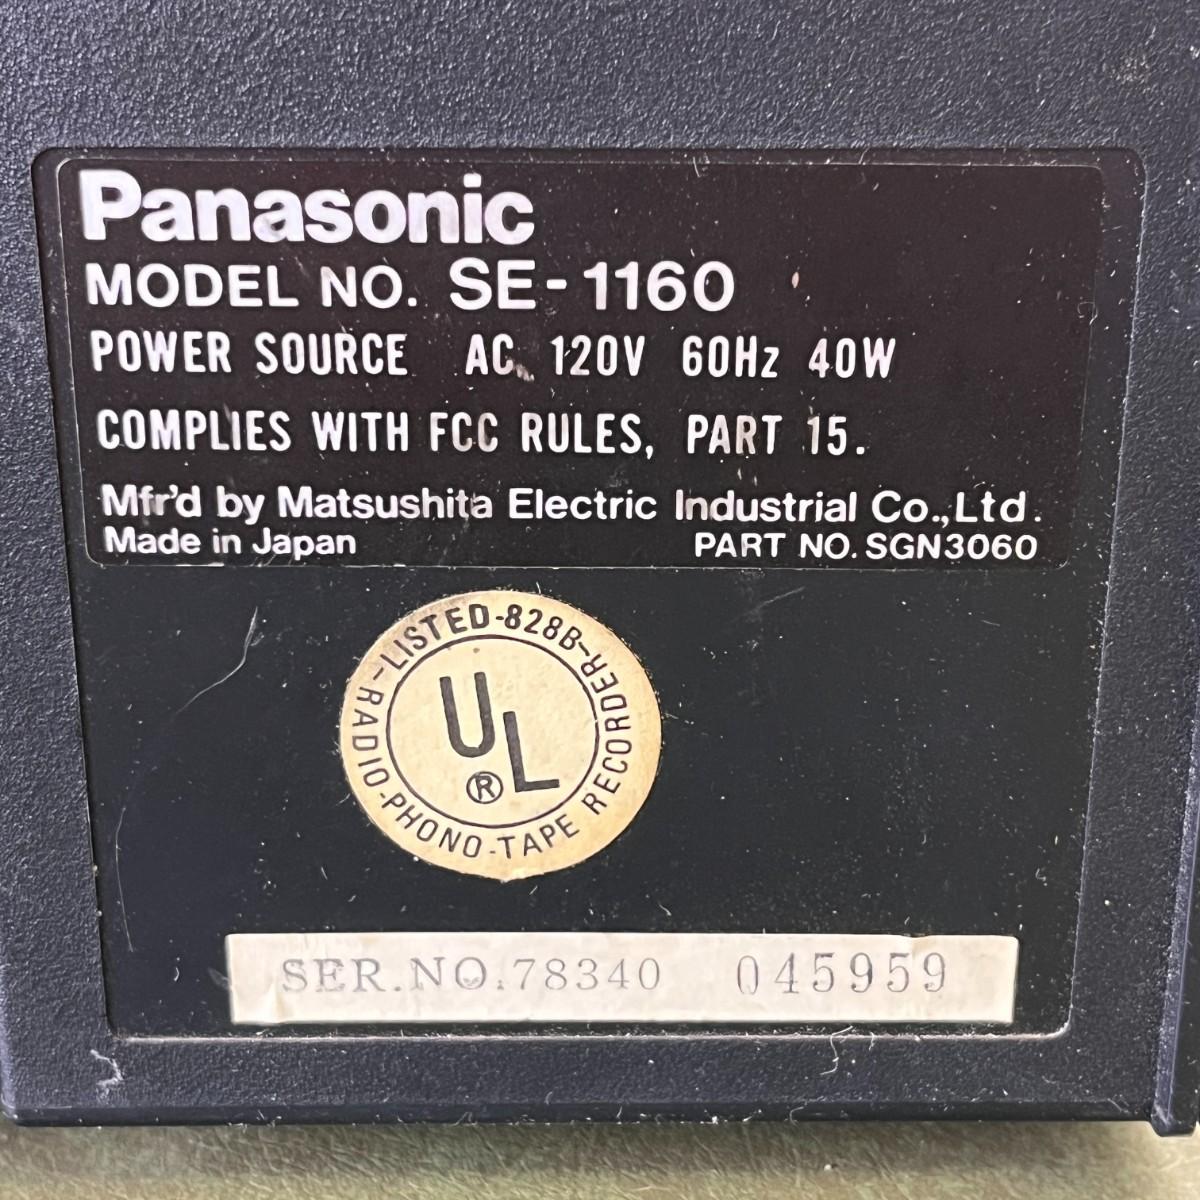 Panasonic
MODEL NO. SE-1160
POWER SOURCE AC 120V 60Hz 40W
COMPLIES WITH FCC RULES, PART 15.
Mfr'd by Matsushita Electric Industrial Co., Ltd.
Made in Japan PART NO. SGN3060
LISTED-828B-
RADIO-PHONO-TAPE RECORDER-
UL
®
SER.NO.78340 045959